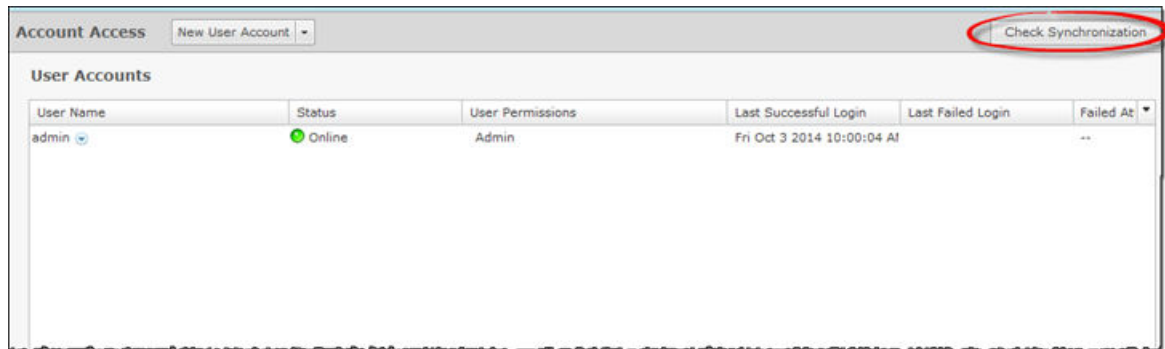 Account Access New User Account Check Synchronization
User Accounts
User Name Status User Permissions Last Successful Login Last Failed Login Failed At
admin Online Admin Fri Oct 3 2014 10:00:04 AM --